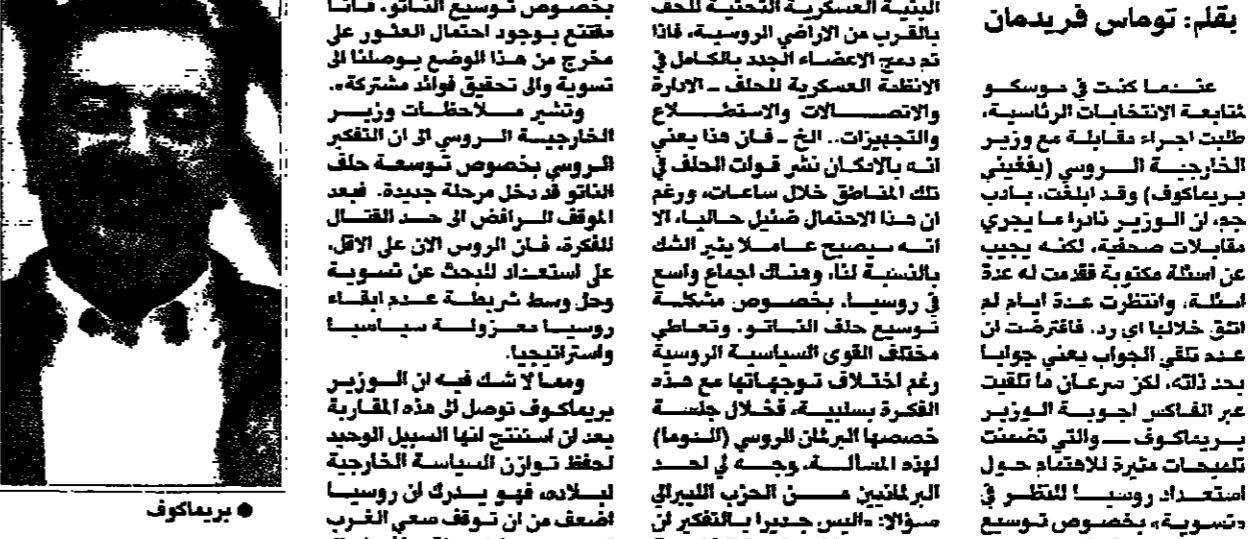 بقلم: توماس فريدمان
عندما كنت في موسكو
لمتابعة الانتخابات الرئاسية،
طلبت اجراء مقابلة مع وزير
الخارجية الروسي (يفغيني
بريماكوف) وقد ابلغت، بادب
جم، ان الوزير نادرا ما يجري
مقابلات صحفية، لكنه يجيب
عن اسئلة مكتوبة فقدمت له عدة
اسئلة، وانتظرت عدة ايام لم
اتلق خلالها اي رد. فافترضت ان
عدم تلقي الجواب يعني جوابا
بحد ذاته، لكن سرعان ما تلقيت
عبر الفاكس اجوبة الوزير
بريماكوف ــ والتي تضمنت
تلميحات مثيرة للاهتمام حول
استعداد روسيا للنظر في
«تسوية» بخصوص توسيع
البنية العسكرية التحتية للحلف
بالقرب من الاراضي الروسية، فاذا
تم دمج الاعضاء الجدد بالكامل في
الانظمة العسكرية للحلف ــ الادارة
والاتصالات والاستطلاع
والتجهيزات.. الخ ــ فان هذا يعني
انه بالامكان نشر قوات الحلف في
تلك المناطق خلال ساعات، ورغم
ان هذا الاحتمال ضئيل حاليا، الا
انه سيصبح عاملا يثير الشك
بالنسبة لنا، وهناك اجماع واسع
في روسيا، بخصوص مشكلة
توسيع حلف الناتو. وتعاطي
مختلف القوى السياسية الروسية
رغم اختلاف توجهاتها مع هذه
الفكرة بسلبية، فخلال جلسة
خصصها البرلمان الروسي (الدوما)
لهذه المسألة، وجه لي احد
البرلمانيين من الحزب الليبرالي
سؤالا: «اليس جديرا بالتفكير ان
بخصوص توسيع الناتو. فانا
مقتنع بوجود احتمال العثور على
مخرج من هذا الوضع يوصلنا الى
تسوية والى تحقيق فوائد مشتركة».
وتشير ملاحظات وزير
الخارجية الروسي الى ان التفكير
الروسي بخصوص توسعة حلف
الناتو قد دخل مرحلة جديدة. فبعد
الموقف الرافض الى حد القتال
للفكرة، فان الروس الان على الاقل،
على استعداد للبحث عن تسوية
وحل وسط شريطة عدم ابقاء
روسيا معزولة سياسيا
واستراتيجيا.
ومما لا شك فيه ان الوزير
بريماكوف توصل الى هذه المقاربة
بعد ان استنتج انها السبيل الوحيد
لحفظ توازن السياسة الخارجية
لبلاده، فهو يدرك ان روسيا
اضعف من ان توقف سعي الغرب
● بريماكوف